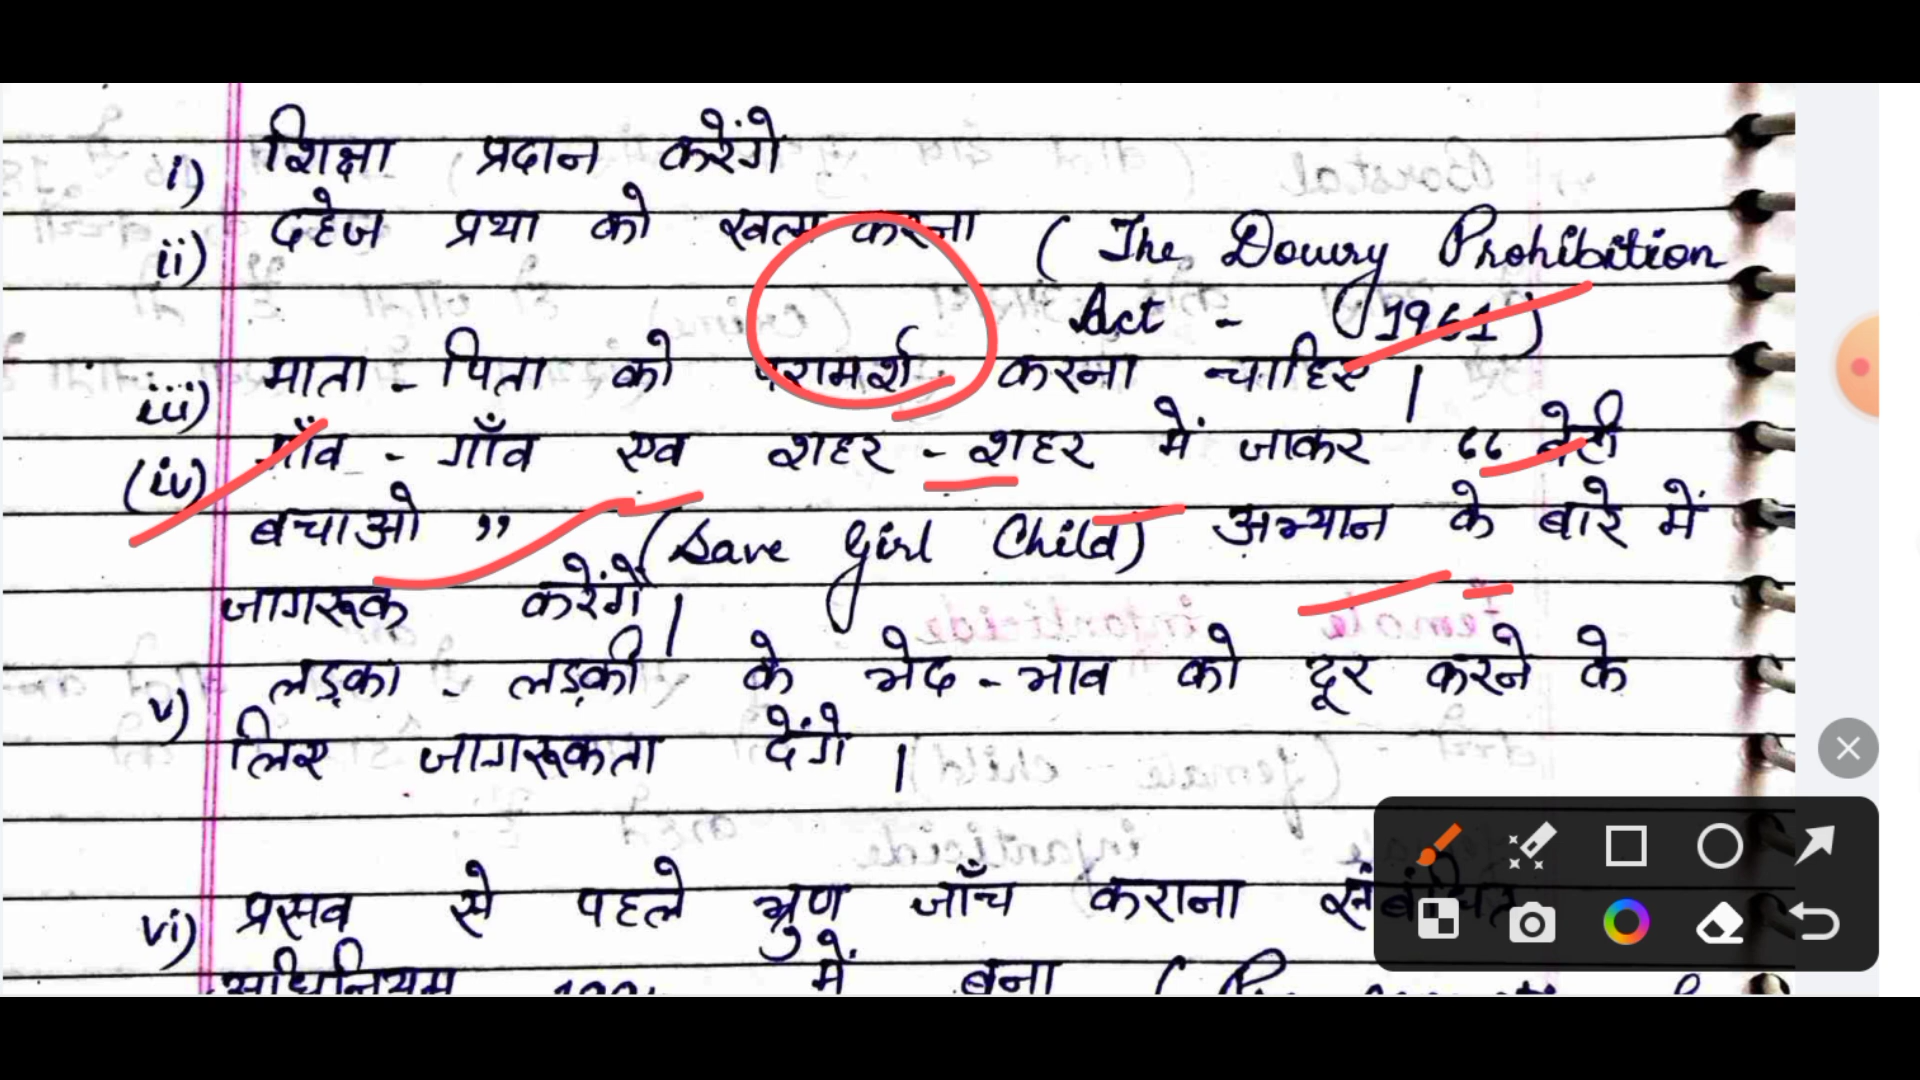 i) शिक्षा प्रदान करेंगे
ii) दहेज प्रथा को खत्म करना ( The Dowry Prohibition
Act - (1961)
iii) माता - पिता को परामर्श करना चाहिए |
(iv) गाँव - गाँव एव शहर - शहर में जाकर “ बेटी
बचाओ ” (Save Girl Child) अभ्यान के बारे में
जागरूक करेंगें |
v) लड़का - लड़की के भेद - भाव को दूर करने के
लिए जागरूकता देंगे |
vi) प्रसव से पहले भ्रुण जाँच कराना संबंधित
अधिनियम में बना (